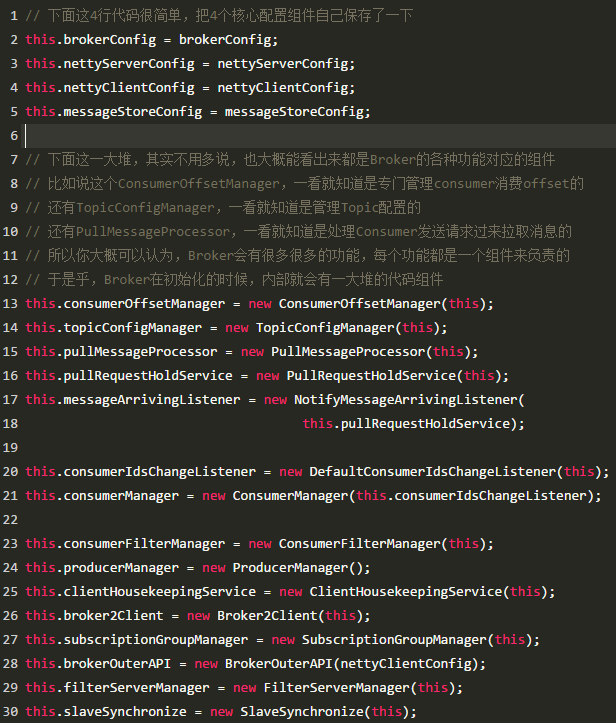 1 // 下面这4行代码很简单，把4个核心配置组件自己保存了一下
2 this.brokerConfig = brokerConfig;
3 this.nettyServerConfig = nettyServerConfig;
4 this.nettyClientConfig = nettyClientConfig;
5 this.messageStoreConfig = messageStoreConfig;
6
7 // 下面这一大堆，其实不用多说，也大概能看出来都是Broker的各种功能对应的组件
8 // 比如说这个ConsumerOffsetManager，一看就知道是专门管理consumer消费offset的
9 // 还有TopicConfigManager，一看就知道是管理Topic配置的
10 // 还有PullMessageProcessor，一看就知道是处理Consumer发送请求过来拉取消息的
11 // 所以你大概可以认为，Broker会有很多很多的功能，每个功能都是一个组件来负责的
12 // 于是乎，Broker在初始化的时候，内部就会有一大堆的代码组件
13 this.consumerOffsetManager = new ConsumerOffsetManager(this);
14 this.topicConfigManager = new TopicConfigManager(this);
15 this.pullMessageProcessor = new PullMessageProcessor(this);
16 this.pullRequestHoldService = new PullRequestHoldService(this);
17 this.messageArrivingListener = new NotifyMessageArrivingListener(
18 this.pullRequestHoldService);
19
20 this.consumerIdsChangeListener = new DefaultConsumerIdsChangeListener(this);
21 this.consumerManager = new ConsumerManager(this.consumerIdsChangeListener);
22
23 this.consumerFilterManager = new ConsumerFilterManager(this);
24 this.producerManager = new ProducerManager();
25 this.clientHousekeepingService = new ClientHousekeepingService(this);
26 this.broker2Client = new Broker2Client(this);
27 this.subscriptionGroupManager = new SubscriptionGroupManager(this);
28 this.brokerOuterAPI = new BrokerOuterAPI(nettyClientConfig);
29 this.filterServerManager = new FilterServerManager(this);
30 this.slaveSynchronize = new SlaveSynchronize(this);